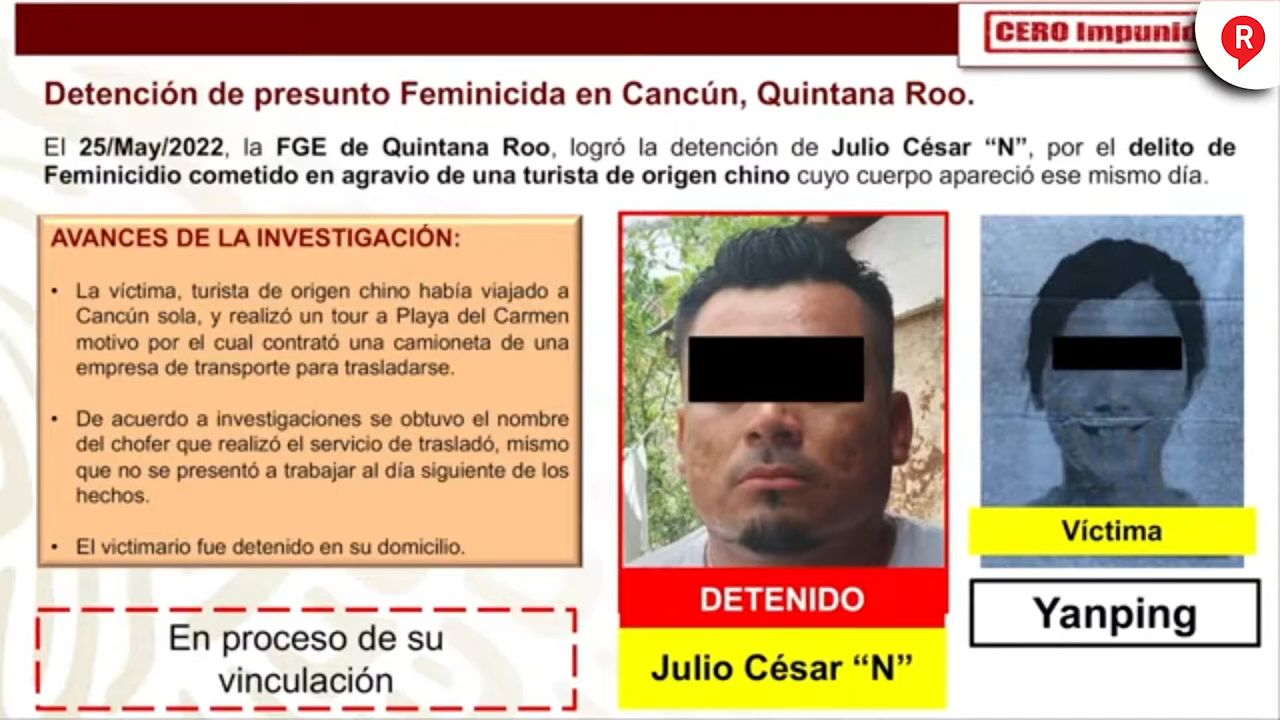 CERO Impuni
R
Detención de presunto Feminicida en Cancún, Quintana Roo.
El 25/May/2022, la FGE de Quintana Roo, logró la detención de Julio César “N”, por el delito de
Feminicidio cometido en agravio de una turista de origen chino cuyo cuerpo apareció ese mismo día.
AVANCES DE LA INVESTIGACIÓN:
• La víctima, turista de origen chino había viajado a
Cancún sola, y realizó un tour a Playa del Carmen
motivo por el cual contrató una camioneta de una
empresa de transporte para trasladarse.
• De acuerdo a investigaciones se obtuvo el nombre
del chofer que realizó el servicio de trasladó, mismo
que no se presentó a trabajar al día siguiente de los
hechos.
• El victimario fue detenido en su domicilio.
En proceso de su
vinculación
DETENIDO
Julio César “N”
Víctima
Yanping